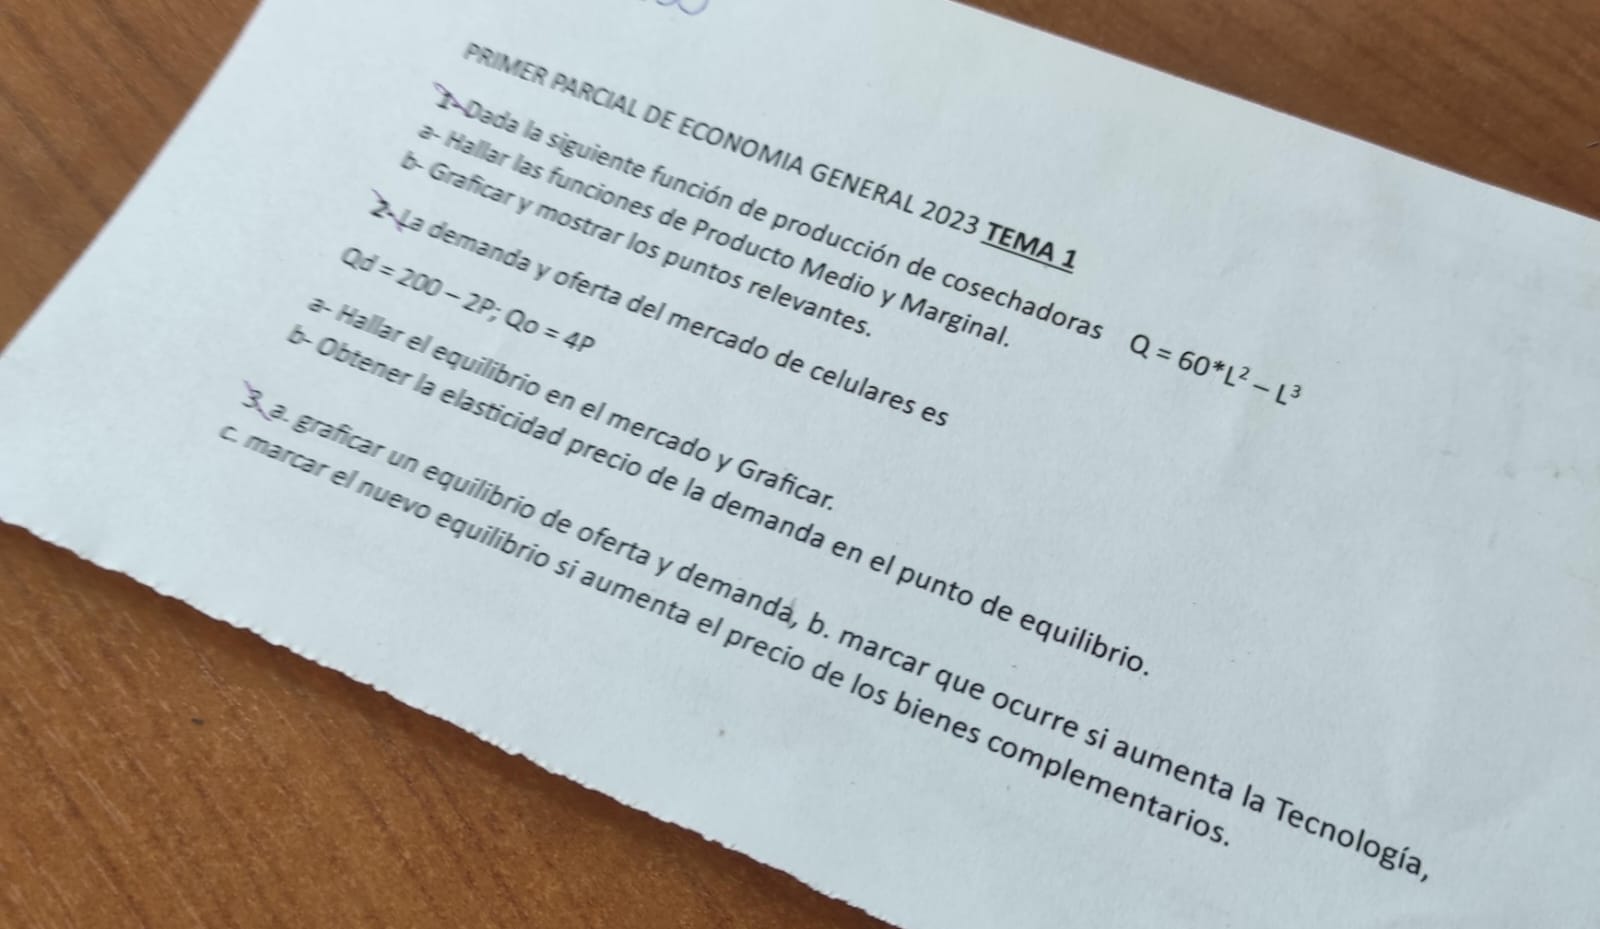 PRIMER PARCIAL DE ECONOMIA GENERAL 2023 TEMA 1
1- Dada la siguiente función de producción de cosechadoras Q = 60*L² – L³
a- Hallar las funciones de Producto Medio y Marginal.
b- Graficar y mostrar los puntos relevantes.
2- La demanda y oferta del mercado de celulares es
Qd = 200 – 2P; Qo = 4P
a- Hallar el equilibrio en el mercado y Graficar.
b- Obtener la elasticidad precio de la demanda en el punto de equilibrio.
3. a. graficar un equilibrio de oferta y demanda, b. marcar que ocurre si aumenta la Tecnología,
c. marcar el nuevo equilibrio si aumenta el precio de los bienes complementarios.